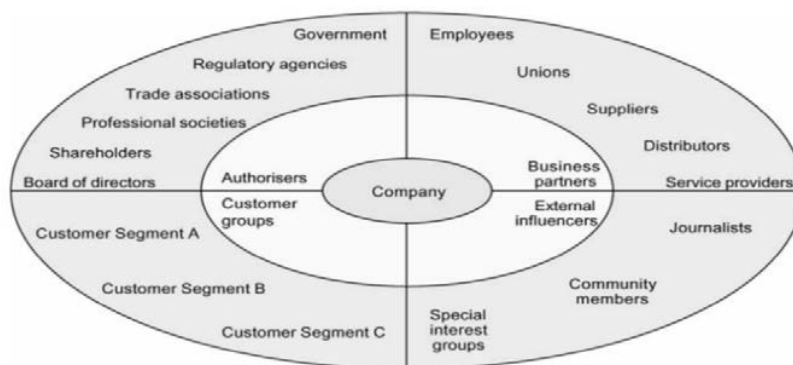 Government
Employees
Regulatory agencies
Unions
Trade associations
Suppliers
Professional societies
Distributors
Shareholders
Board of directors
Authorisers
Company
Business
partners
Service providers
Customer
groups
External
influencers
Customer Segment A
Journalists
Customer Segment B
Community
members
Customer Segment C
Special
interest
groups